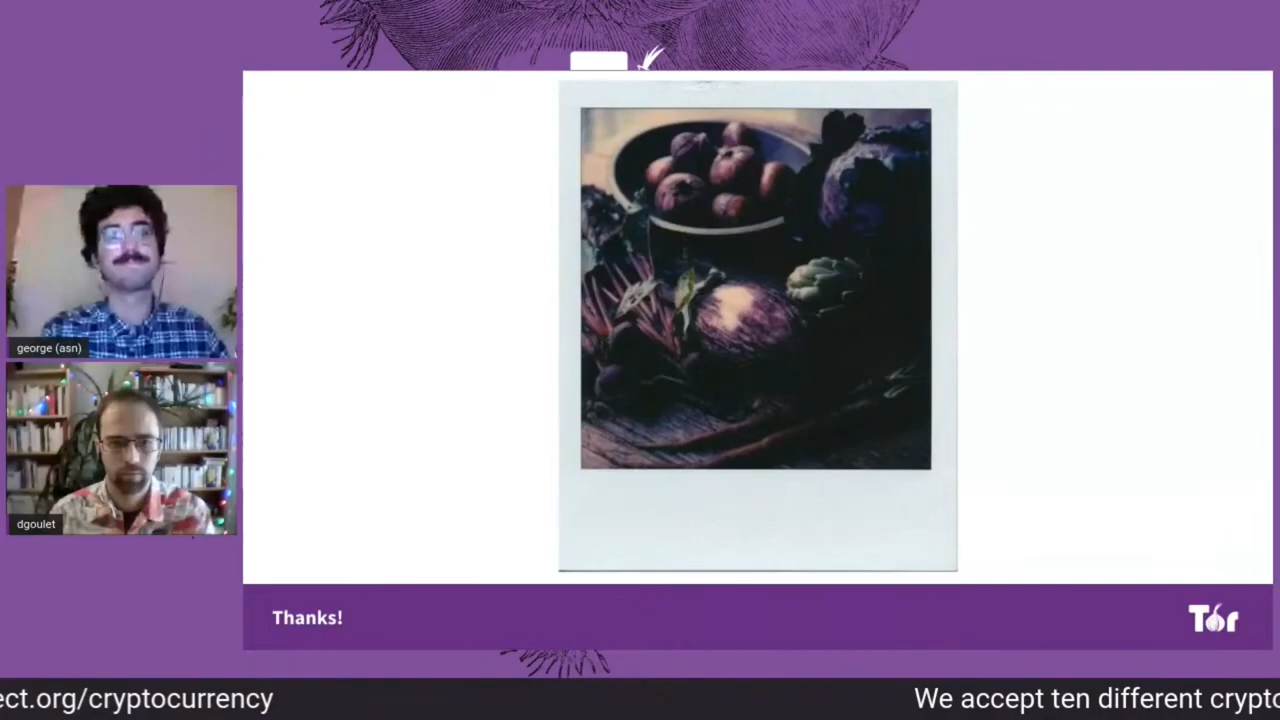 george (asn)
dgoulet
Thanks!
Tor
ect.org/cryptocurrency
We accept ten different crypto